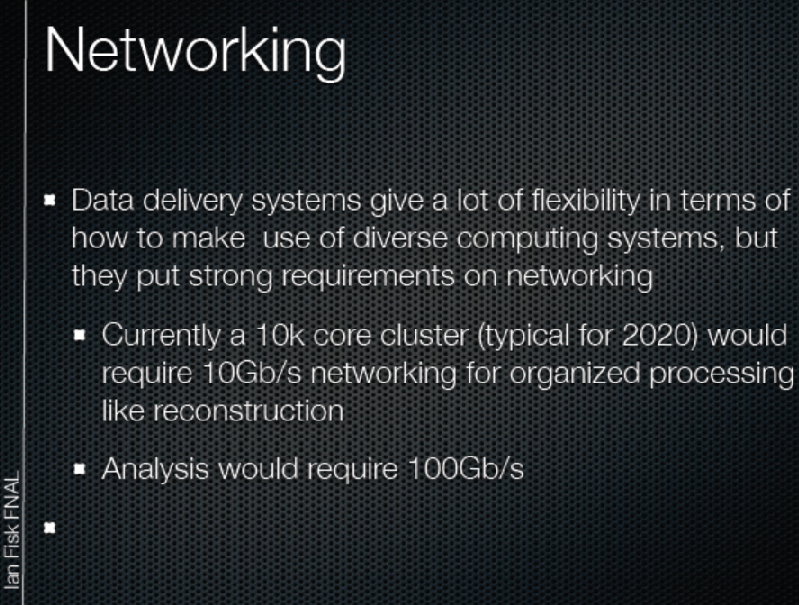 Networking
Data delivery systems give a lot of flexibility in terms of
how to make  use of diverse computing systems, but
they put strong requirements on networking
Currently a 10k core cluster (typical for 2020) would
require 10Gb/s networking for organized processing
like reconstruction
Analysis would require 100Gb/s
Ian Fisk FNAL